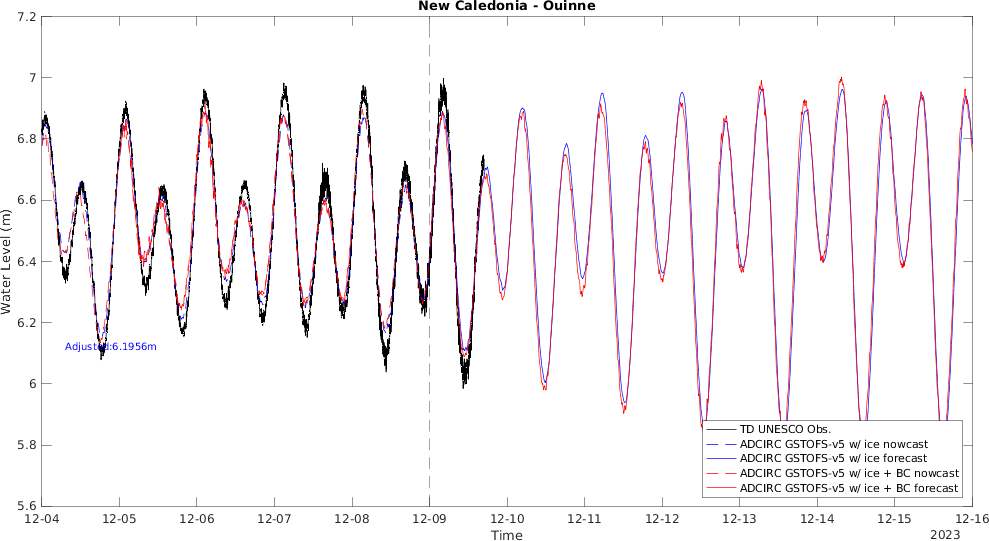 New Caledonia - Ouinne
7.2
7
6.8
6.6
6.4
6.2
6
5.8
5.6
Water Level (m)
Adjusted:6.1956m
TD UNESCO Obs.
ADCIRC GSTOFS-v5 w/ ice nowcast
ADCIRC GSTOFS-v5 w/ ice forecast
ADCIRC GSTOFS-v5 w/ ice + BC nowcast
ADCIRC GSTOFS-v5 w/ ice + BC forecast
12-04 12-05 12-06 12-07 12-08 12-09 12-10 12-11 12-12 12-13 12-14 12-15 12-16
Time
2023